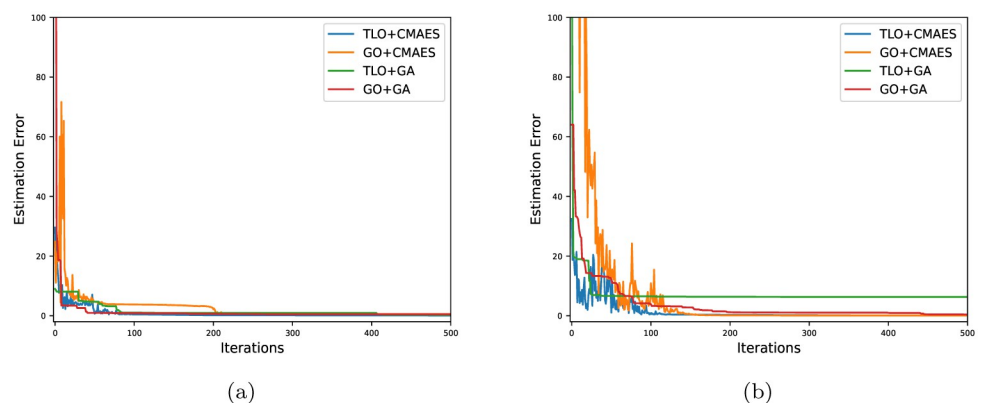 100
80
60
40
20
0
Estimation Error
TLO+CMAES
GO+CMAES
TLO+GA
GO+GA
0 100 200 300 400 500
Iterations
(a)
100
80
60
40
20
0
Estimation Error
TLO+CMAES
GO+CMAES
TLO+GA
GO+GA
0 100 200 300 400 500
Iterations
(b)